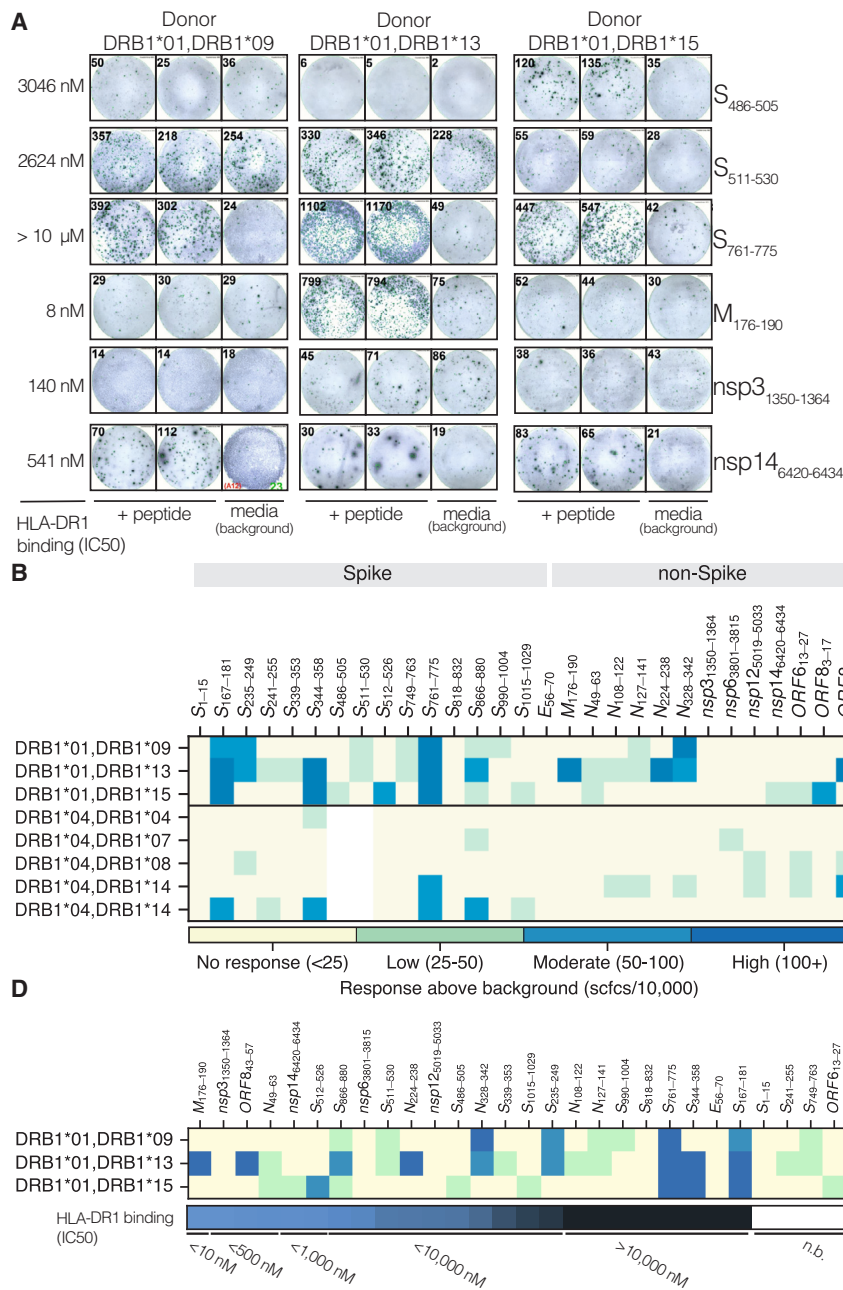 A
Donor
DRB1*01,DRB1*09
Donor
DRB1*01,DRB1*13
Donor
DRB1*01,DRB1*15
3046 nM 50 25 36 6 5 2 120 135 35 S486-505
2624 nM 357 218 254 330 346 228 55 59 28 S511-530
> 10 µM 392 302 24 1102 1170 49 447 547 42 S761-775
8 nM 29 30 29 799 794 75 52 44 30 M176-190
140 nM 14 14 18 45 71 86 38 36 43 nsp31350-1364
541 nM 70 112 (A12) 23 30 33 19 83 65 21 nsp146420-6434
HLA-DR1
binding (IC50)
+ peptide
media
(background)
+ peptide
media
(background)
+ peptide
media
(background)
B
Spike
non-Spike
S1–15
S167–181
S235–249
S241–255
S339–353
S344–358
S486–505
S511–530
S512–526
S749–763
S761–775
S818–832
S866–880
S990–1004
S1015–1029
E56–70
M176–190
N49–63
N108–122
N127–141
N224–238
N328–342
nsp31350–1364
nsp63801–3815
nsp125019–5033
nsp146420–6434
ORF613–27
ORF83–17
DRB1*01,DRB1*09
DRB1*01,DRB1*13
DRB1*01,DRB1*15
DRB1*04,DRB1*04
DRB1*04,DRB1*07
DRB1*04,DRB1*08
DRB1*04,DRB1*14
DRB1*04,DRB1*14
No response (<25)
Low (25-50)
Moderate (50-100)
High (100+)
Response above background (scfcs/10,000)
D
M176–190
nsp31350–1364
ORF843–57
N49–63
nsp146420–6434
S512–526
S866–880
nsp63801–3815
S511–530
N224–238
nsp125019–5033
S486–505
N328–342
S339–353
S1015–1029
S235–249
N108–122
N127–141
S990–1004
S818–832
S761–775
S344–358
E56–70
S167–181
S1–15
S241–255
S749–763
ORF613–27
DRB1*01,DRB1*09
DRB1*01,DRB1*13
DRB1*01,DRB1*15
HLA-DR1 binding
(IC50)
<10 nM
<500 nM
<1,000 nM
<10,000 nM
>10,000 nM
n.b.